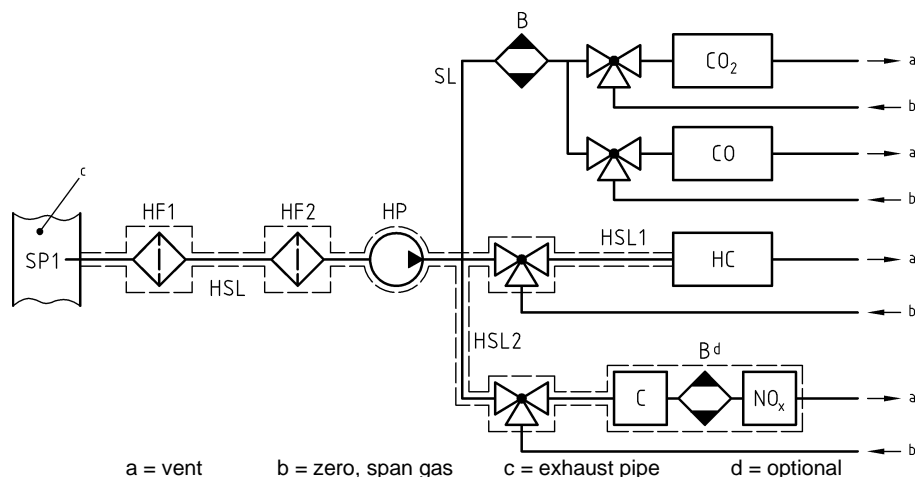 B
SL
CO₂
a
b
c
CO
a
b
HF1
HF2
HP
SP1
HSL
HSL1
HC
a
b
HSL2
Bᵈ
C
NOₓ
a
b
a = vent b = zero, span gas c = exhaust pipe d = optional